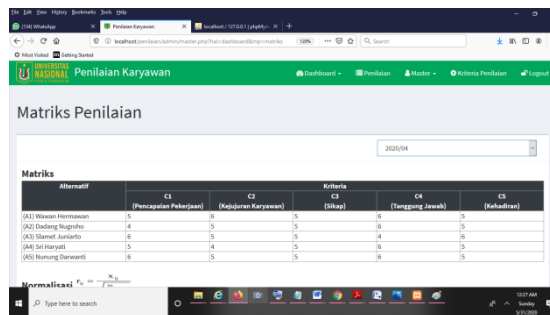 File Edit View History Bookmarks Tools Help
(134) WhatsApp
Penilaian Karyawan
localhost / 127.0.0.1 | phpMyA
localhost/penilaian/admin/master.php?hal=dashboard&mp=matriks
120%
Search
Most Visited
Getting Started
UNIVERSITAS
NASIONAL
Penilaian Karyawan
Dashboard
Penilaian
Master
Kriteria Penilaian
Logout
Matriks Penilaian
2020/04
Matriks
Alternatif Kriteria
C1 C2 C3 C4 C5
(Pencapaian Pekerjaan) (Kejujuran Karyawan) (Sikap) (Tanggung Jawab) (Kehadiran)
(A1) Wawan Hermawan 5 6 5 6 5
(A2) Dadang Nugroho 4 5 5 6 5
(A3) Slamet Juniarto 6 5 5 4 6
(A4) Sri Haryati 5 4 5 6 5
(A5) Nunung Darwanti 6 5 5 6 5
Normalisasi
Type here to search
12:27 AM
Sunday
5/31/2020